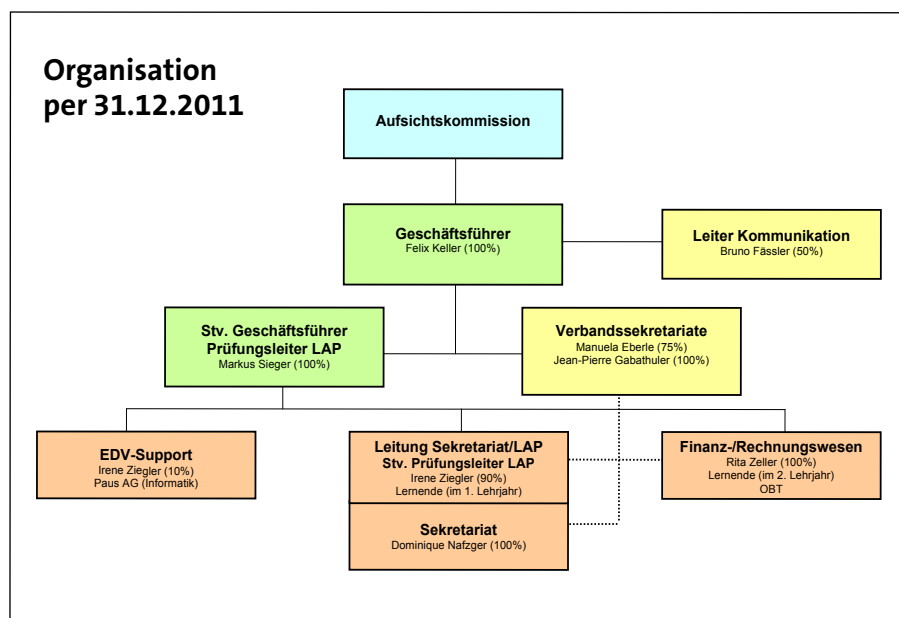 Organisation
per 31.12.2011
Aufsichtskommission
Geschäftsführer
Felix Keller (100%)
Leiter Kommunikation
Bruno Fässler (50%)
Stv. Geschäftsführer
Prüfungsleiter LAP
Markus Sieger (100%)
Verbandssekretariate
Manuela Eberle (75%)
Jean-Pierre Gabathuler (100%)
EDV-Support
Irene Ziegler (10%)
Paus AG (Informatik)
Leitung Sekretariat/LAP
Stv. Prüfungsleiter LAP
Irene Ziegler (90%)
Lernende (im 1. Lehrjahr)
Finanz-/Rechnungswesen
Rita Zeller (100%)
Lernende (im 2. Lehrjahr)
OBT
Sekretariat
Dominique Nafzger (100%)